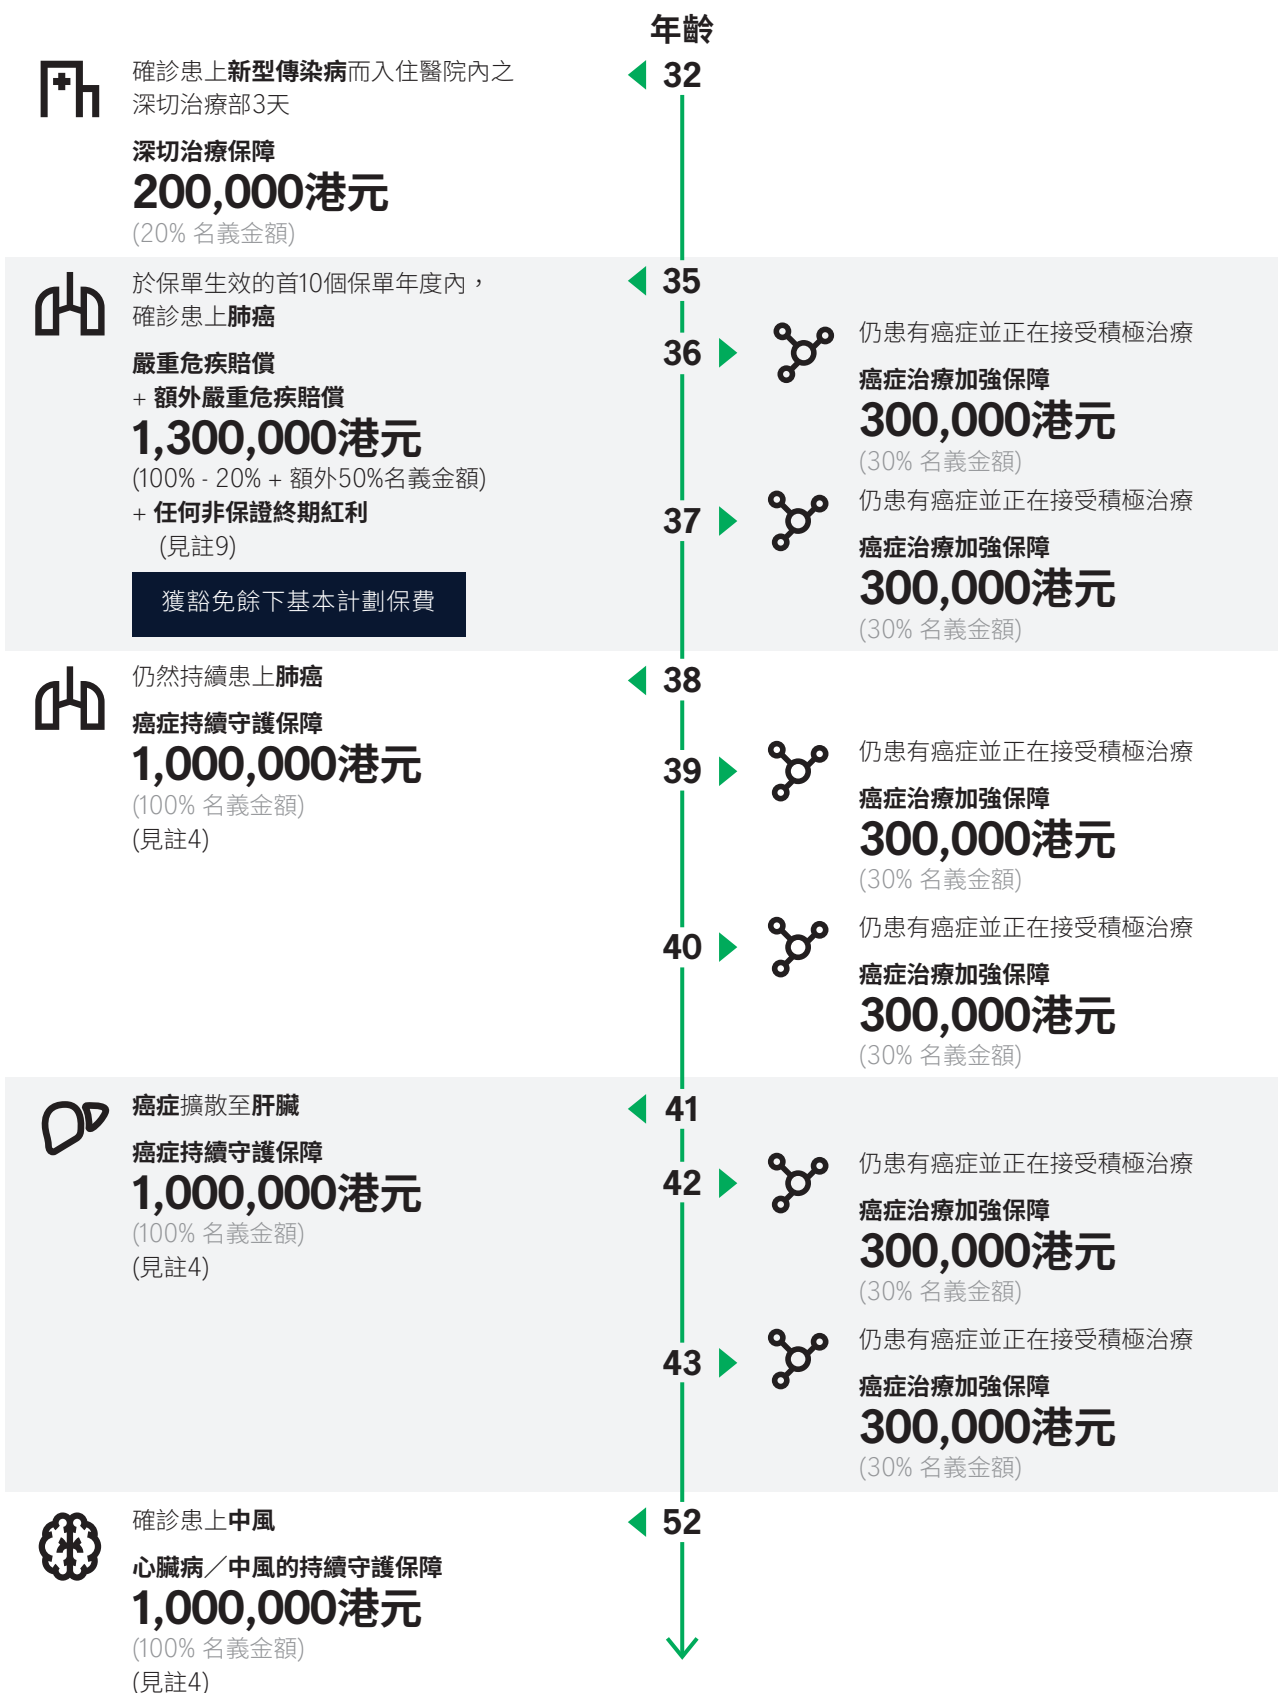 年齡
32
確診患上新型傳染病而入住醫院內之
深切治療部3天
深切治療保障
200,000港元
(20% 名義金額)
35
於保單生效的首10個保單年度內，
確診患上肺癌
嚴重危疾賠償
+ 額外嚴重危疾賠償
1,300,000港元
(100% - 20% + 額外50%名義金額)
+ 任何非保證終期紅利
(見註9)
獲豁免餘下基本計劃保費
36
仍患有癌症並正在接受積極治療
癌症治療加強保障
300,000港元
(30% 名義金額)
37
仍患有癌症並正在接受積極治療
癌症治療加強保障
300,000港元
(30% 名義金額)
38
仍然持續患上肺癌
癌症持續守護保障
1,000,000港元
(100% 名義金額)
(見註4)
39
仍患有癌症並正在接受積極治療
癌症治療加強保障
300,000港元
(30% 名義金額)
40
仍患有癌症並正在接受積極治療
癌症治療加強保障
300,000港元
(30% 名義金額)
41
癌症擴散至肝臟
癌症持續守護保障
1,000,000港元
(100% 名義金額)
(見註4)
42
仍患有癌症並正在接受積極治療
癌症治療加強保障
300,000港元
(30% 名義金額)
43
仍患有癌症並正在接受積極治療
癌症治療加強保障
300,000港元
(30% 名義金額)
52
確診患上中風
心臟病／中風的持續守護保障
1,000,000港元
(100% 名義金額)
(見註4)